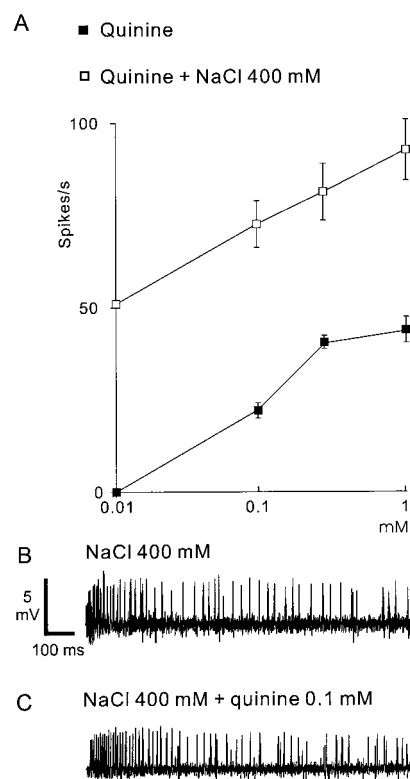 A
■ Quinine
□ Quinine + NaCl 400 mM
100
Spikes/s
50
0
0.01 0.1 1
mM
B
NaCl 400 mM
5
mV
100 ms
C
NaCl 400 mM + quinine 0.1 mM